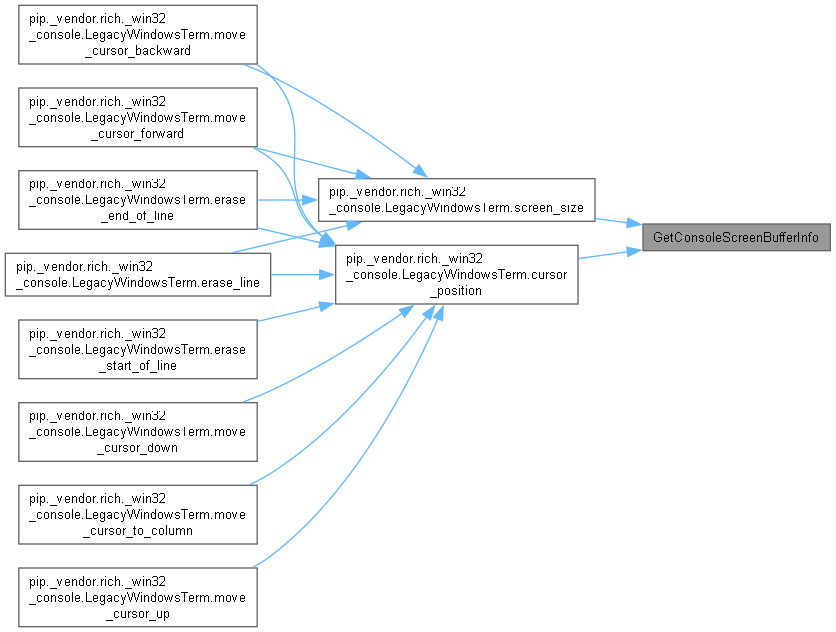 pip._vendor.rich._win32
_console.LegacyWindowsTerm.move
_cursor_backward
pip._vendor.rich._win32
_console.LegacyWindowsTerm.move
_cursor_forward
pip._vendor.rich._win32
_console.LegacyWindowsTerm.erase
_end_of_line
pip._vendor.rich._win32
_console.LegacyWindowsTerm.erase_line
pip._vendor.rich._win32
_console.LegacyWindowsTerm.erase
_start_of_line
pip._vendor.rich._win32
_console.LegacyWindowsTerm.move
_cursor_down
pip._vendor.rich._win32
_console.LegacyWindowsTerm.move
_cursor_to_column
pip._vendor.rich._win32
_console.LegacyWindowsTerm.move
_cursor_up
pip._vendor.rich._win32
_console.LegacyWindowsTerm.screen_size
pip._vendor.rich._win32
_console.LegacyWindowsTerm.cursor
_position
GetConsoleScreenBufferInfo